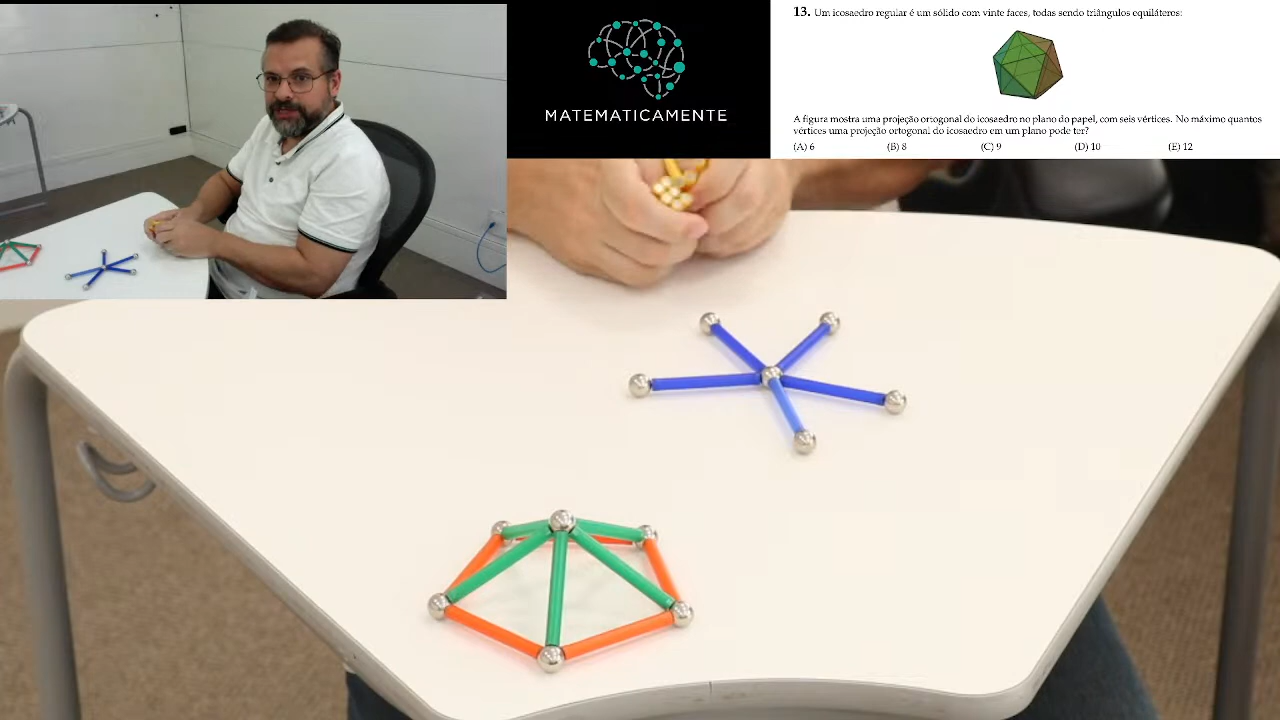 MATEMATICAMENTE
13. Um icosaedro regular é um sólido com vinte faces, todas sendo triângulos equiláteros:
A figura mostra uma projeção ortogonal do icosaedro no plano do papel, com seis vértices. No máximo quantos
vértices uma projeção ortogonal do icosaedro em um plano pode ter?
(A) 6 (B) 8 (C) 9 (D) 10 (E) 12